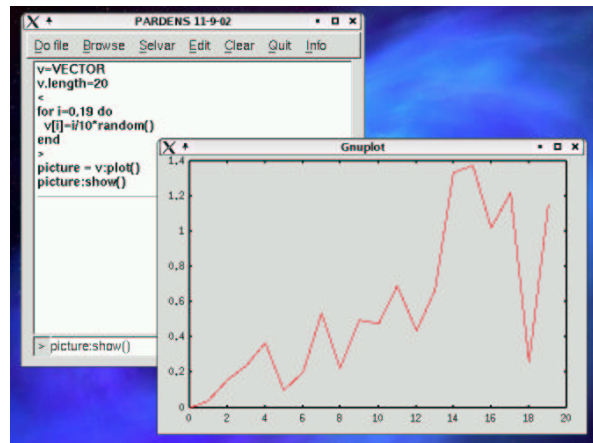 PARDENS 11-9-02
Do file Browse Selvar Edit Clear Quit Info
v=VECTOR
v.length=20
<
for i=0,19 do
v[i]=i/10*random()
end
>
picture = v:plot()
picture:show()
> picture:show()
Gnuplot
1.4
1.2
1
0.8
0.6
0.4
0.2
0
0 2 4 6 8 10 12 14 16 18 20